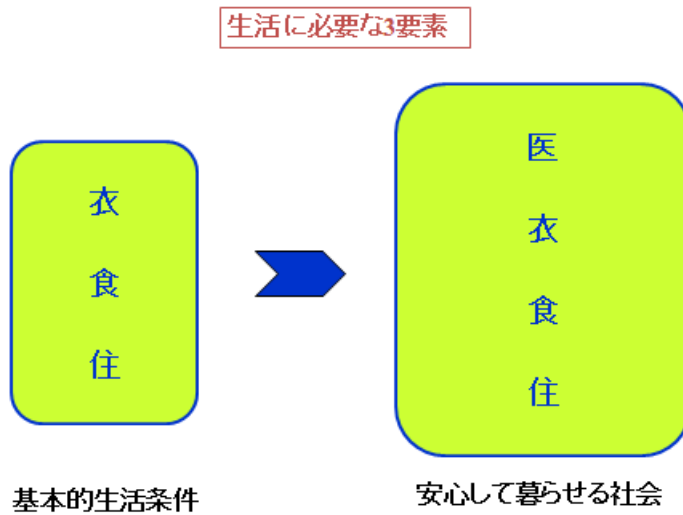 生活に必要な3要素
衣
食
住
基本的生活条件
医
衣
食
住
安心して暮らせる社会